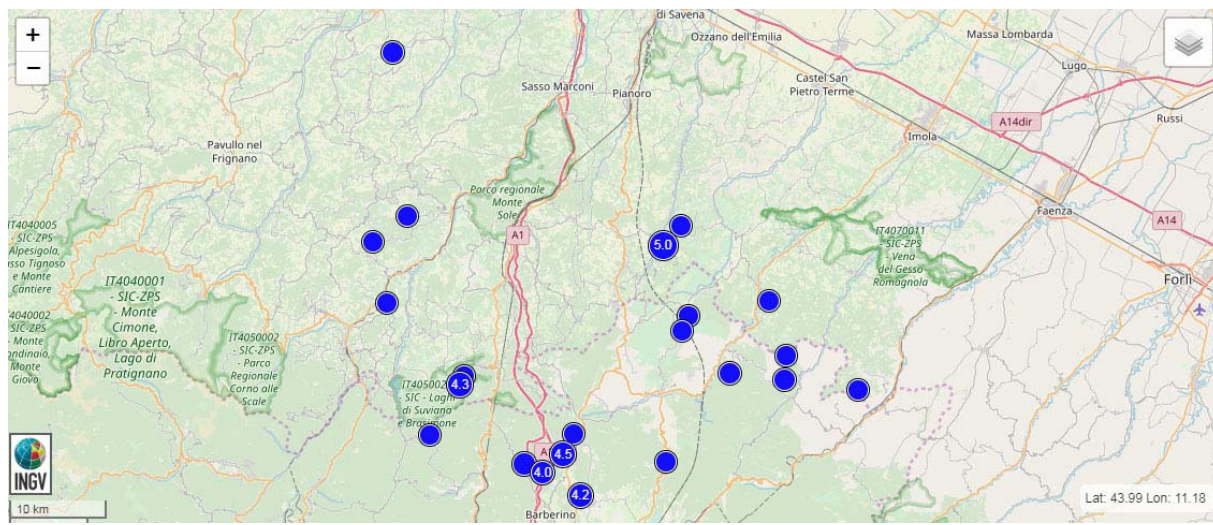 +
−
di Savena
Ozzano dell'Emilia
Massa Lombarda
Lugo
Castel San
Pietro Terme
Sasso Marconi
Pianoro
A14dir
Russi
Imola
Pavullo nel
Frignano
Parco regionale
Monte
Sole
Faenza
A14
IT4040005
- SIC-ZPS
Alpesigola,
asso Tignoso
e Monte
Cantiere
A1
5.0
IT4070011
- SIC-ZPS
- Vena
del Gesso
Romagnola
Forlì
IT4040001
- SIC-ZPS
- Monte
Cimone,
Libro Aperto,
Lago di
Pratignano
IT4040002
- SIC-ZPS
- Monte
Giovo
IT4050002
- SIC-ZPS
- Parco
Regionale
Corno alle
Scale
4.3
SIC - Laghi
di Suviana
e Brasimone
4.5
4.0
4.2
INGV
10 km
Barberino
Lat: 43.99 Lon: 11.18